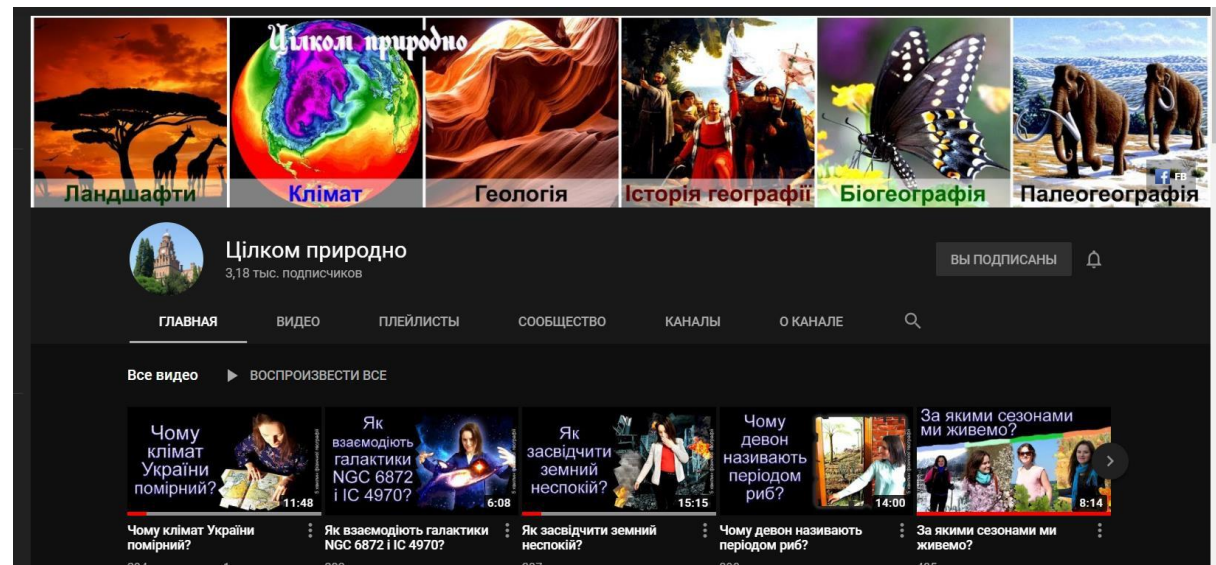 Цілком природно
Ландшафти
Клімат
Геологія
Історія географії
Біогеографія
Палеогеографія
FB
Цілком природно
3,18 тыс. подписчиков
ВЫ ПОДПИСАНЫ
ГЛАВНАЯ
ВИДЕО
ПЛЕЙЛИСТЫ
СООБЩЕСТВО
КАНАЛЫ
О КАНАЛЕ
Все видео
ВОСПРОИЗВЕСТИ ВСЕ
Чому
клімат
України
помірний?
11:48
Чому клімат України
помірний?
Як
взаємодіють
галактики
NGC 6872
і IC 4970?
6:08
Як взаємодіють галактики
NGC 6872 і IC 4970?
Як
засвідчити
земний
неспокій?
15:15
Як засвідчити земний
неспокій?
Чому
девон
називають
періодом
риб?
14:00
Чому девон називають
періодом риб?
За якими сезонами
ми живемо?
8:14
За якими сезонами ми
живемо?